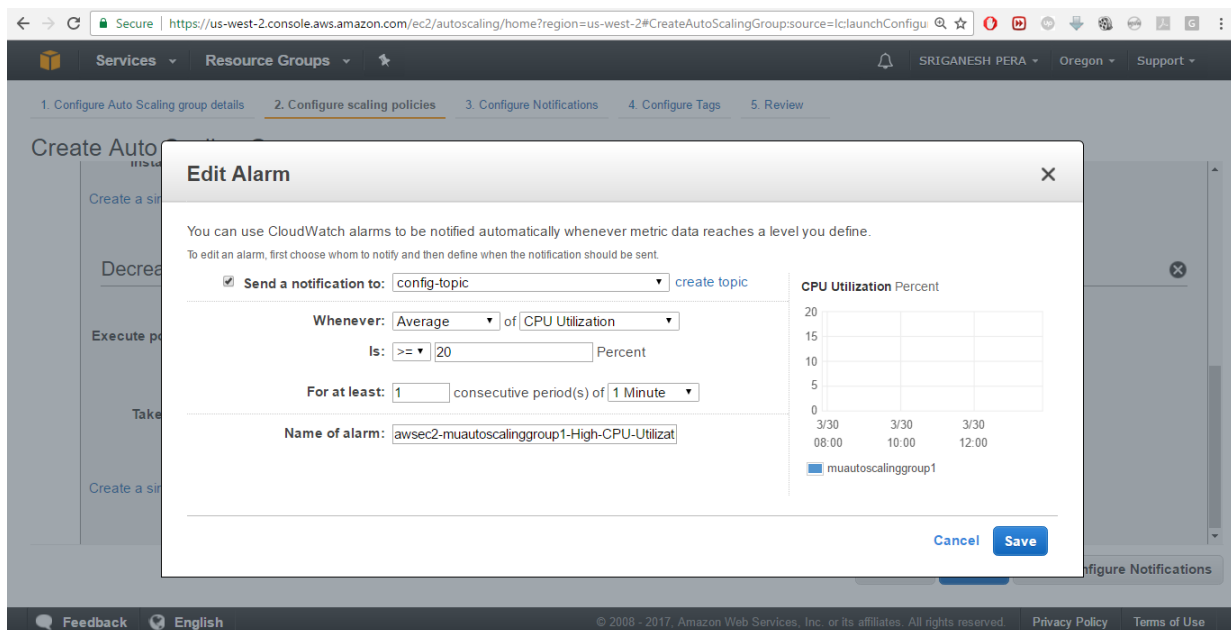 Secure | https://us-west-2.console.aws.amazon.com/ec2/autoscaling/home?region=us-west-2#CreateAutoScalingGroup:source=lc;launchConfigu
Services Resource Groups SRIGANESH PERA Oregon Support
1. Configure Auto Scaling group details 2. Configure scaling policies 3. Configure Notifications 4. Configure Tags 5. Review
Create Auto
Insta
Edit Alarm
Create a sin
You can use CloudWatch alarms to be notified automatically whenever metric data reaches a level you define.
To edit an alarm, first choose whom to notify and then define when the notification should be sent.
Decrea
Send a notification to: config-topic create topic
CPU Utilization Percent
Whenever: Average of CPU Utilization
Execute po
Is: >= 20 Percent
For at least: 1 consecutive period(s) of 1 Minute
Take
Name of alarm: awsec2-muautoscalinggroup1-High-CPU-Utilizat
20
15
10
5
0
3/30 3/30 3/30
08:00 10:00 12:00
muautoscalinggroup1
Create a sin
Cancel Save
nfigure Notifications
Feedback English © 2008 - 2017, Amazon Web Services, Inc. or its affiliates. All rights reserved. Privacy Policy Terms of Use